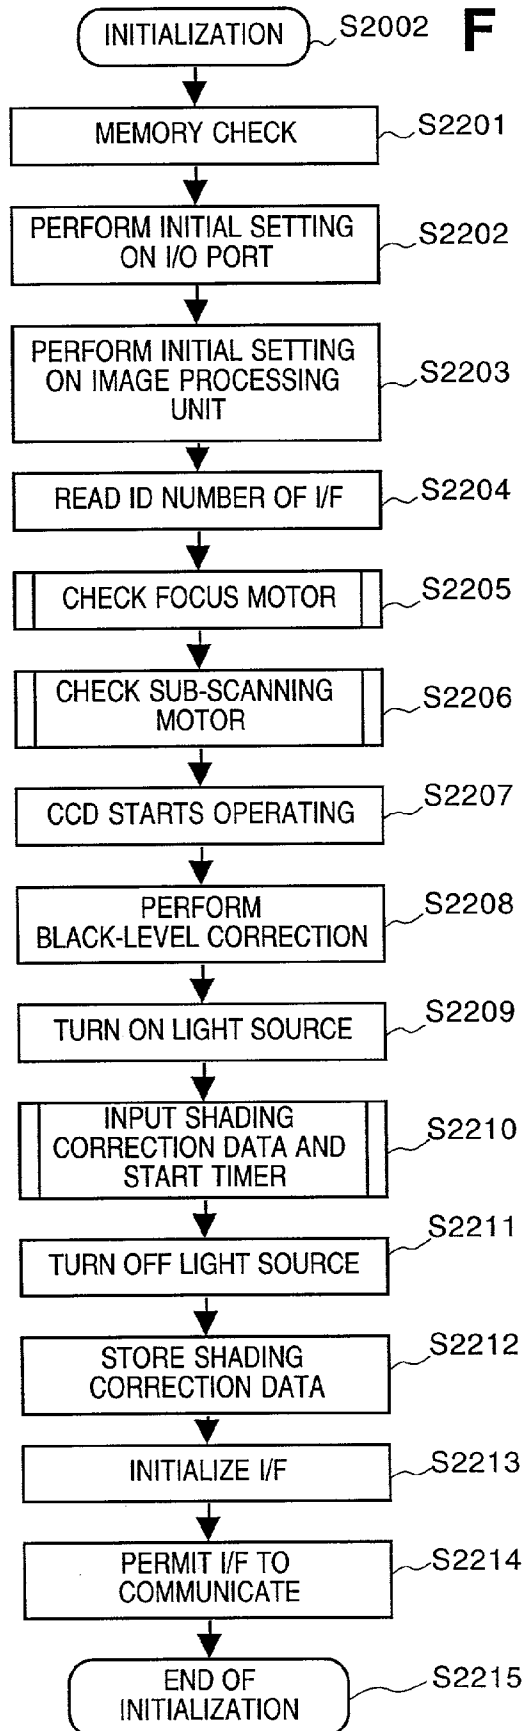 INITIALIZATION S2002 F
MEMORY CHECK S2201
PERFORM INITIAL SETTING
ON I/O PORT S2202
PERFORM INITIAL SETTING
ON IMAGE PROCESSING S2203
UNIT
READ ID NUMBER OF I/F S2204
CHECK FOCUS MOTOR S2205
CHECK SUB-SCANNING S2206
MOTOR
CCD STARTS OPERATING S2207
PERFORM S2208
BLACK-LEVEL CORRECTION
TURN ON LIGHT SOURCE S2209
INPUT SHADING
CORRECTION DATA AND S2210
START TIMER
TURN OFF LIGHT SOURCE S2211
STORE SHADING S2212
CORRECTION DATA
INITIALIZE I/F S2213
PERMIT I/F TO S2214
COMMUNICATE
END OF S2215
INITIALIZATION